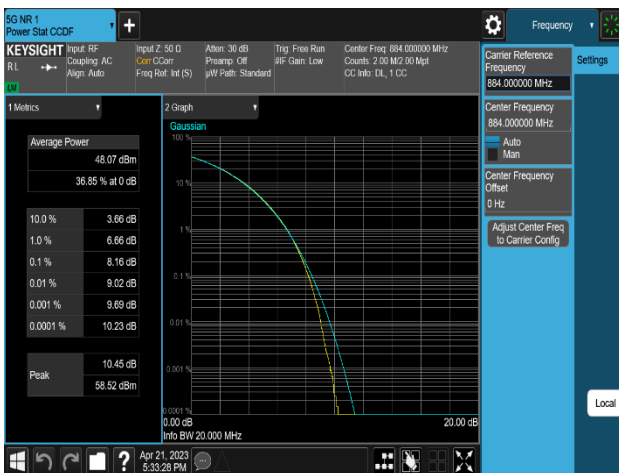 5G NR 1
Power Stat CCDF
Frequency
KEYSIGHT
RL
LW
Input: RF
Coupling: AC
Align: Auto
Input Z: 50 Ω
Corr CCorr
Freq Ref: Int (S)
Atten: 30 dB
Preamp: Off
µW Path: Standard
Trig: Free Run
#IF Gain: Low
Center Freq: 884.000000 MHz
Counts: 2.00 M/2.00 Mpt
CC Info: DL, 1 CC
Carrier Reference
Frequency
884.000000 MHz
Settings
Center Frequency
884.000000 MHz
Auto
Man
Center Frequency
Offset
0 Hz
Adjust Center Freq
to Carrier Config
Local
1 Metrics
Average Power
48.07 dBm
36.85 % at 0 dB
10.0 % 3.66 dB
1.0 % 6.66 dB
0.1 % 8.16 dB
0.01 % 9.02 dB
0.001 % 9.69 dB
0.0001 % 10.23 dB
Peak
10.45 dB
58.52 dBm
2 Graph
Gaussian
100 %
10 %
1 %
0.1 %
0.01 %
0.001 %
0.0001 %
0.00 dB
20.00 dB
Info BW 20.000 MHz
?
Apr 21, 2023
5:33:28 PM